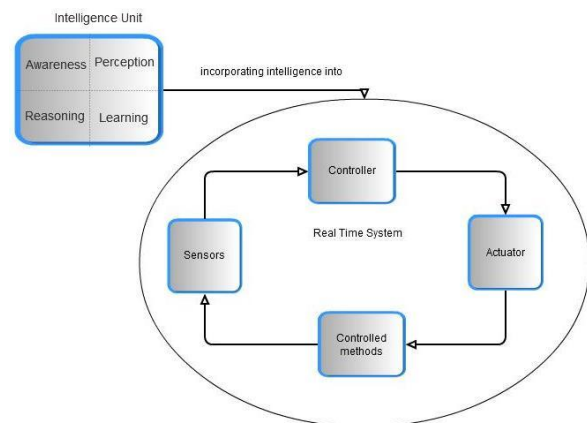 Intelligence Unit
Awareness
Perception
Reasoning
Learning
incorporating intelligence into
Controller
Real Time System
Sensors
Actuator
Controlled
methods